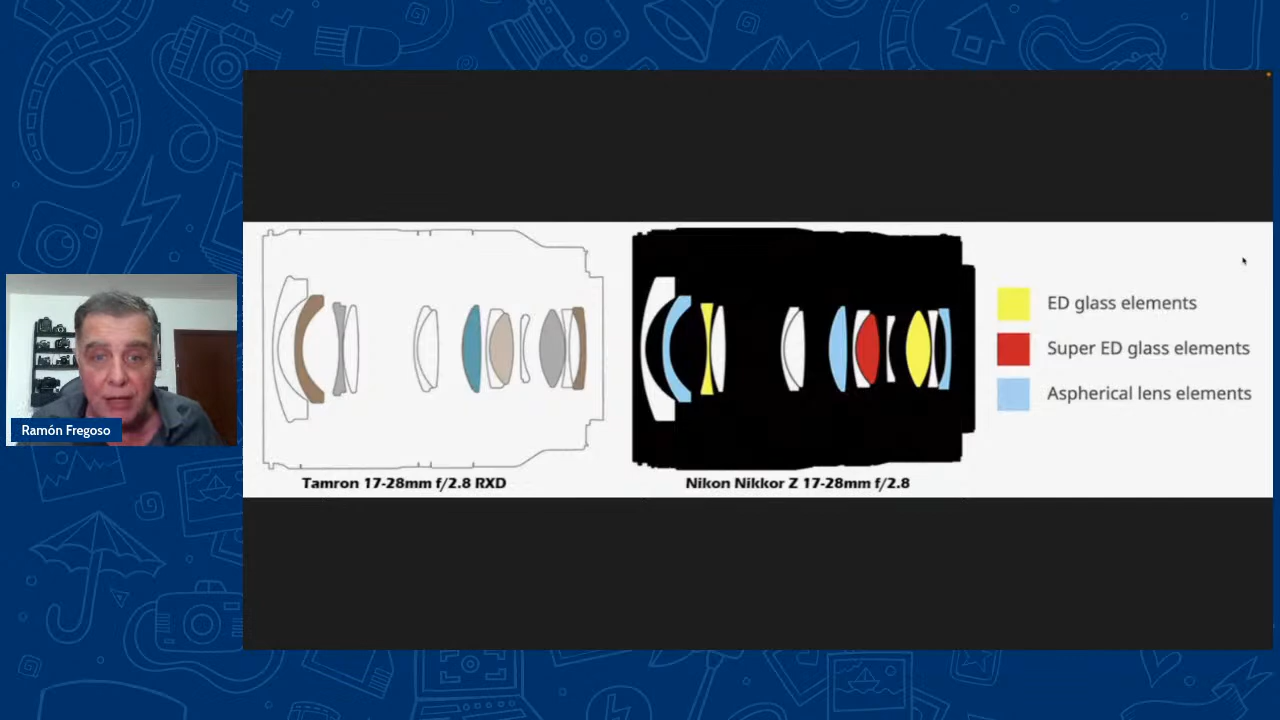 ED glass elements
Super ED glass elements
Aspherical lens elements
Ramón Fregoso
Tamron 17-28mm f/2.8 RXD
Nikon Nikkor Z 17-28mm f/2.8